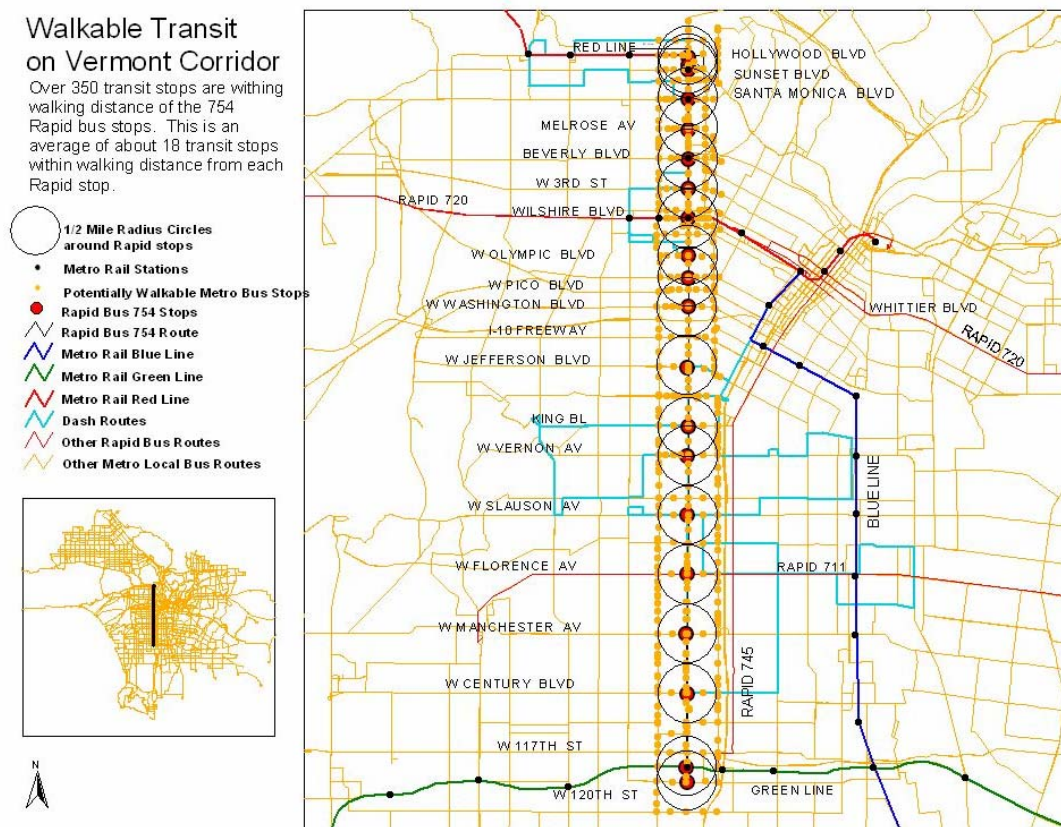 Walkable Transit
on Vermont Corridor
Over 350 transit stops are withing
walking distance of the 754
Rapid bus stops. This is an
average of about 18 transit stops
within walking distance from each
Rapid stop.
1/2 Mile Radius Circles
around Rapid stops
Metro Rail Stations
Potentially Walkable Metro Bus Stops
Rapid Bus 754 Stops
Rapid Bus 754 Route
Metro Rail Blue Line
Metro Rail Green Line
Metro Rail Red Line
Dash Routes
Other Rapid Bus Routes
Other Metro Local Bus Routes
N
RED LINE
HOLLYWOOD BLVD
SUNSET BLVD
SANTA MONICA BLVD
MELROSE AV
BEVERLY BLVD
W 3RD ST
RAPID 720
WILSHIRE BLVD
W OLYMPIC BLVD
W PICO BLVD
W WASHINGTON BLVD
WHITTIER BLVD
I-10 FREEWAY
RAPID 720
W JEFFERSON BLVD
KING BL
W VERNON AV
W SLAUSON AV
BLUE LINE
W FLORENCE AV
RAPID 711
W MANCHESTER AV
RAPID 745
W CENTURY BLVD
W 117TH ST
W 120TH ST
GREEN LINE